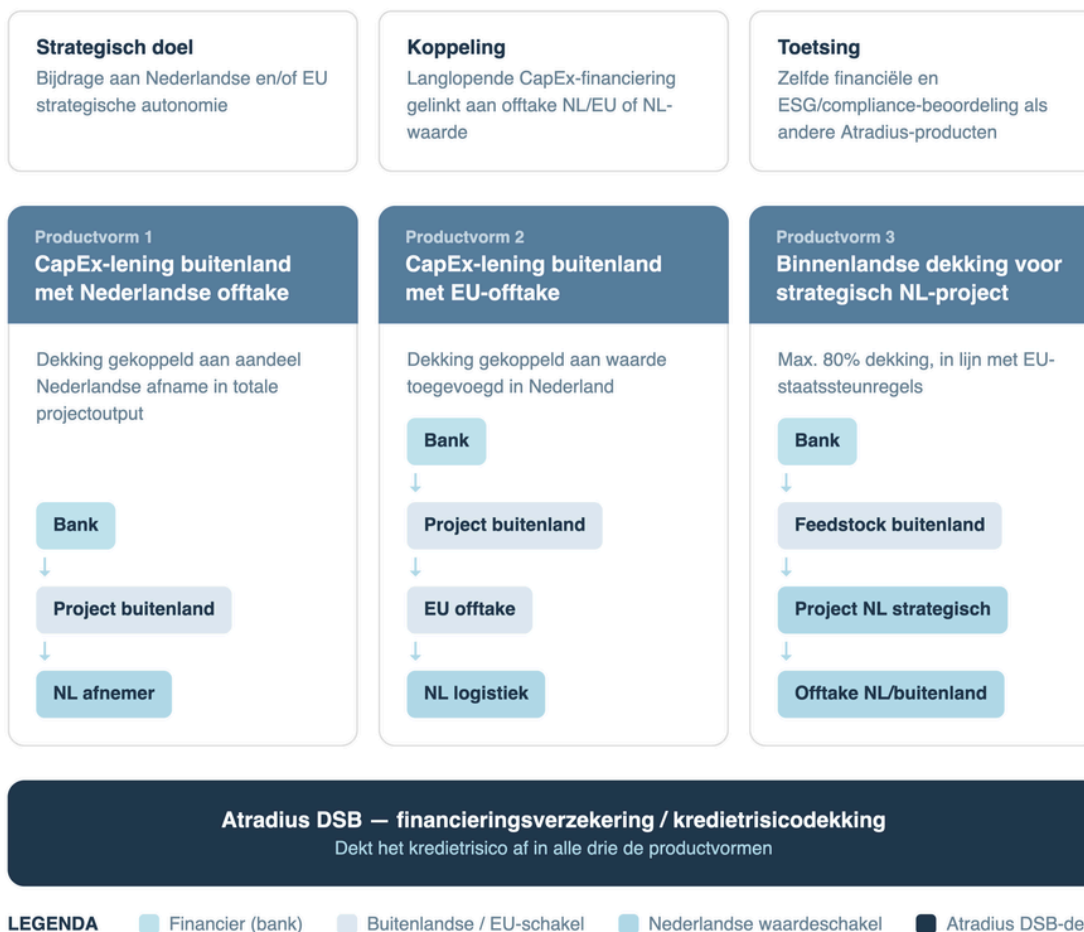 Strategisch doel
Bijdrage aan Nederlandse en/of EU
strategische autonomie
Koppeling
Langlopende CapEx-financiering
gelinkt aan offtake NL/EU of NL-
waarde
Toetsing
Zelfde financiële en
ESG/compliance-beoordeling als
andere Atradius-producten
Productvorm 1
CapEx-lening buitenland
met Nederlandse offtake
Dekking gekoppeld aan aandeel
Nederlandse afname in totale
projectoutput
Bank
↓
Project buitenland
↓
NL afnemer
Productvorm 2
CapEx-lening buitenland
met EU-offtake
Dekking gekoppeld aan waarde
toegevoegd in Nederland
Bank
↓
Project buitenland
↓
EU offtake
↓
NL logistiek
Productvorm 3
Binnenlandse dekking voor
strategisch NL-project
Max. 80% dekking, in lijn met EU-
staatssteunregels
Bank
↓
Feedstock buitenland
↓
Project NL strategisch
↓
Offtake NL/buitenland
Atradius DSB — financieringsverzekering / kredietrisicodekking
Dekt het kredietrisico af in alle drie de productvormen
LEGENDA Financier (bank) Buitenlandse / EU-schakel Nederlandse waardeschakel Atradius DSB-de